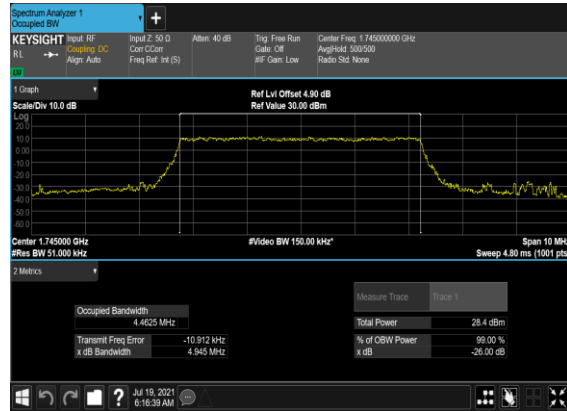 Spectrum Analyzer 1
Occupied BW
+
KEYSIGHT Input: RF Input Z: 50 Ω Atten: 40 dB Trig: Free Run Center Freq: 1.745000000 GHz
RL Coupling: DC Corr CCorr Gate: Off Avg|Hold: 500/500
Align: Auto Freq Ref: Int (S) #IF Gain: Low Radio Std: None
LW
1 Graph
Ref Lvl Offset 4.90 dB
Scale/Div 10.0 dB Ref Value 30.00 dBm
Log
20.0
10.0
0.00
-10.0
-20.0
-30.0
-40.0
-50.0
-60.0
Center 1.745000 GHz #Video BW 150.00 kHz* Span 10 MHz
#Res BW 51.000 kHz Sweep 4.80 ms (1001 pts
2 Metrics
Measure Trace Trace 1
Occupied Bandwidth
4.4625 MHz Total Power 28.4 dBm
Transmit Freq Error -10.912 kHz % of OBW Power 99.00 %
x dB Bandwidth 4.945 MHz x dB -26.00 dB
? Jul 19, 2021
6:16:39 AM